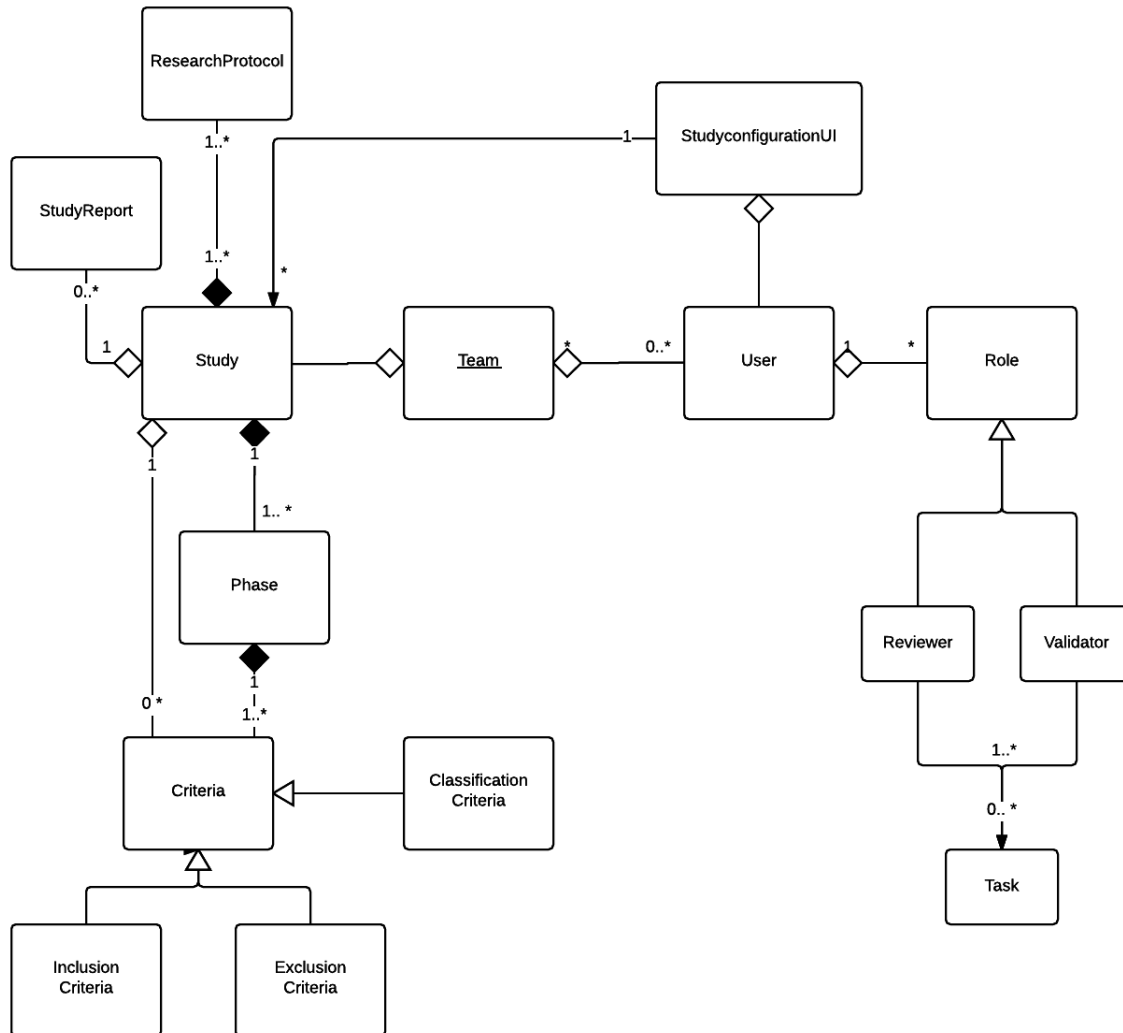 ResearchProtocol
StudyconfigurationUI
1..*
1
StudyReport
1..*
*
0..*
1
Study
Team
*
0..*
User
1
*
Role
1
1
1.. *
Phase
Reviewer
Validator
1
0 *
1..*
1..*
Criteria
Classification
Criteria
0.. *
Task
Inclusion
Criteria
Exclusion
Criteria